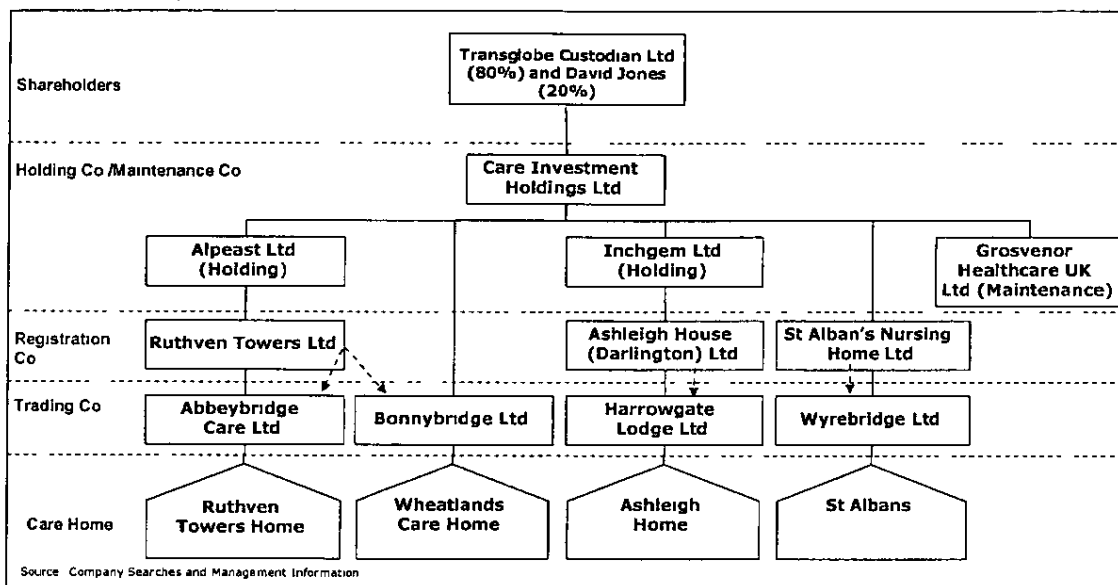 Transglobe Custodian Ltd
(80%) and David Jones
(20%)
Shareholders
Holding Co /Maintenance Co
Care Investment
Holdings Ltd
Alpeast Ltd
(Holding)
Inchgem Ltd
(Holding)
Grosvenor
Healthcare UK
Ltd (Maintenance)
Registration
Co
Ruthven Towers Ltd
Ashleigh House
(Darlington) Ltd
St Alban's Nursing
Home Ltd
Trading Co
Abbeybridge
Care Ltd
Bonnybridge Ltd
Harrowgate
Lodge Ltd
Wyrebridge Ltd
Care Home
Ruthven
Towers Home
Wheatlands
Care Home
Ashleigh
Home
St Albans
Source Company Searches and Management Information